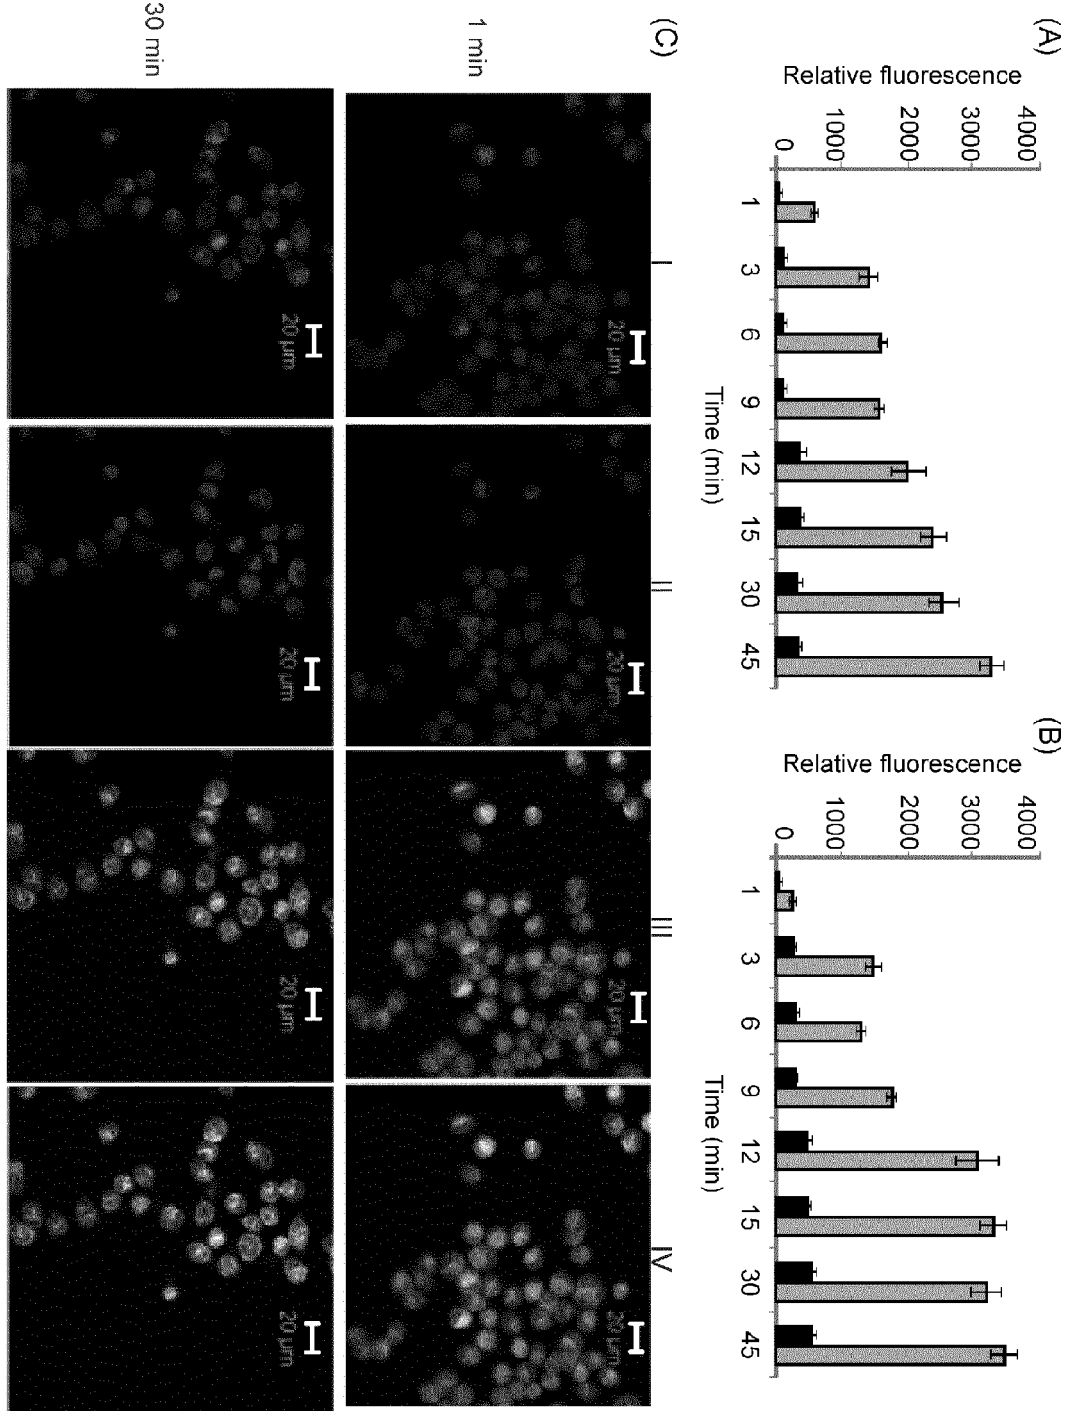 (A)
Relative fluorescence
4000
3000
2000
1000
0
1 3 6 9 12 15 30 45
Time (min)
(B)
Relative fluorescence
4000
3000
2000
1000
0
1 3 6 9 12 15 30 45
Time (min)
(C)
I II III IV
1 min
20 µm 20 µm 20 µm 20 µm
30 min
20 µm 20 µm 20 µm 20 µm